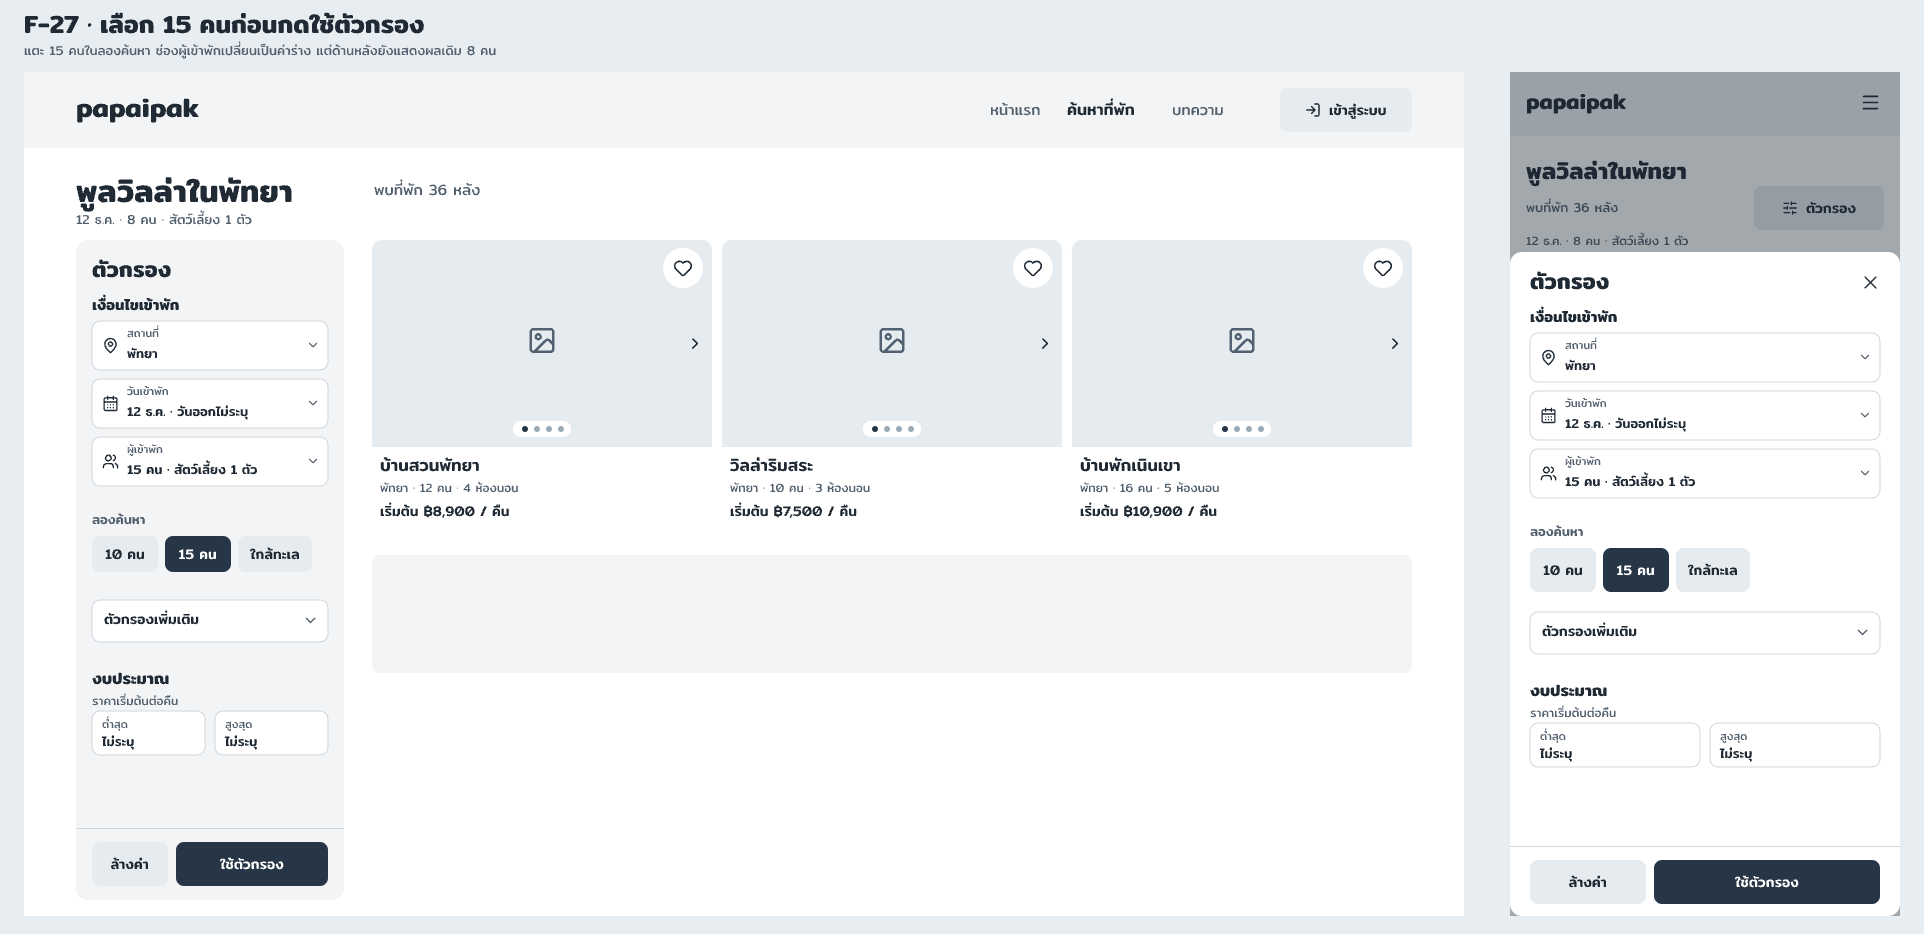 F-27 · เลือก 15 คนก่อนกดใช้ตัวกรอง
แตะ 15 คนในลองค้นหา ช่องผู้เข้าพักเปลี่ยนเป็นค่าร่าง แต่ด้านหลังยังแสดงผลเดิม 8 คน
papaipak
หน้าแรก
ค้นหาที่พัก
บทความ
เข้าสู่ระบบ
พูลวิลล่าในพัทยา
12 ธ.ค. · 8 คน · สัตว์เลี้ยง 1 ตัว
พบที่พัก 36 หลัง
ตัวกรอง
เงื่อนไขเข้าพัก
สถานที่
พัทยา
วันเข้าพัก
12 ธ.ค. · วันออกไม่ระบุ
ผู้เข้าพัก
15 คน · สัตว์เลี้ยง 1 ตัว
ลองค้นหา
10 คน
15 คน
ใกล้ทะเล
ตัวกรองเพิ่มเติม
งบประมาณ
ราคาเริ่มต้นต่อคืน
ต่ำสุด
ไม่ระบุ
สูงสุด
ไม่ระบุ
ล้างค่า
ใช้ตัวกรอง
บ้านสวนพัทยา
พัทยา · 12 คน · 4 ห้องนอน
เริ่มต้น ฿8,900 / คืน
วิลล่าริมสระ
พัทยา · 10 คน · 3 ห้องนอน
เริ่มต้น ฿7,500 / คืน
บ้านพักเนินเขา
พัทยา · 16 คน · 5 ห้องนอน
เริ่มต้น ฿10,900 / คืน
papaipak
พูลวิลล่าในพัทยา
พบที่พัก 36 หลัง
ตัวกรอง
12 ธ.ค. · 8 คน · สัตว์เลี้ยง 1 ตัว
ตัวกรอง
เงื่อนไขเข้าพัก
สถานที่
พัทยา
วันเข้าพัก
12 ธ.ค. · วันออกไม่ระบุ
ผู้เข้าพัก
15 คน · สัตว์เลี้ยง 1 ตัว
ลองค้นหา
10 คน
15 คน
ใกล้ทะเล
ตัวกรองเพิ่มเติม
งบประมาณ
ราคาเริ่มต้นต่อคืน
ต่ำสุด
ไม่ระบุ
สูงสุด
ไม่ระบุ
ล้างค่า
ใช้ตัวกรอง